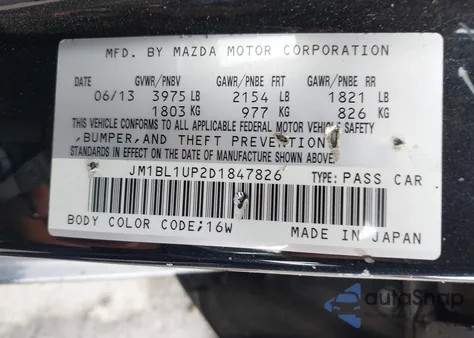 MFD. BY MAZDA MOTOR CORPORATION
DATE GVWR/PNBV GAWR/PNBE FRT GAWR/PNBE RR
06/13 3975 LB 2154 LB 1821 LB
1803 KG 977 KG 826 KG
THIS VEHICLE CONFORMS TO ALL APPLICABLE FEDERAL MOTOR VEHICLE SAFETY
,BUMPER,AND THEFT PREVENTION
STANDARDS IN EFFECT ON THE DATE OF MANUFACTURE SHOWN ABOVE.
JM1BL1UP2D1847826 TYPE: PASS CAR
BODY COLOR CODE;16W MADE IN JAPAN
autoSnap